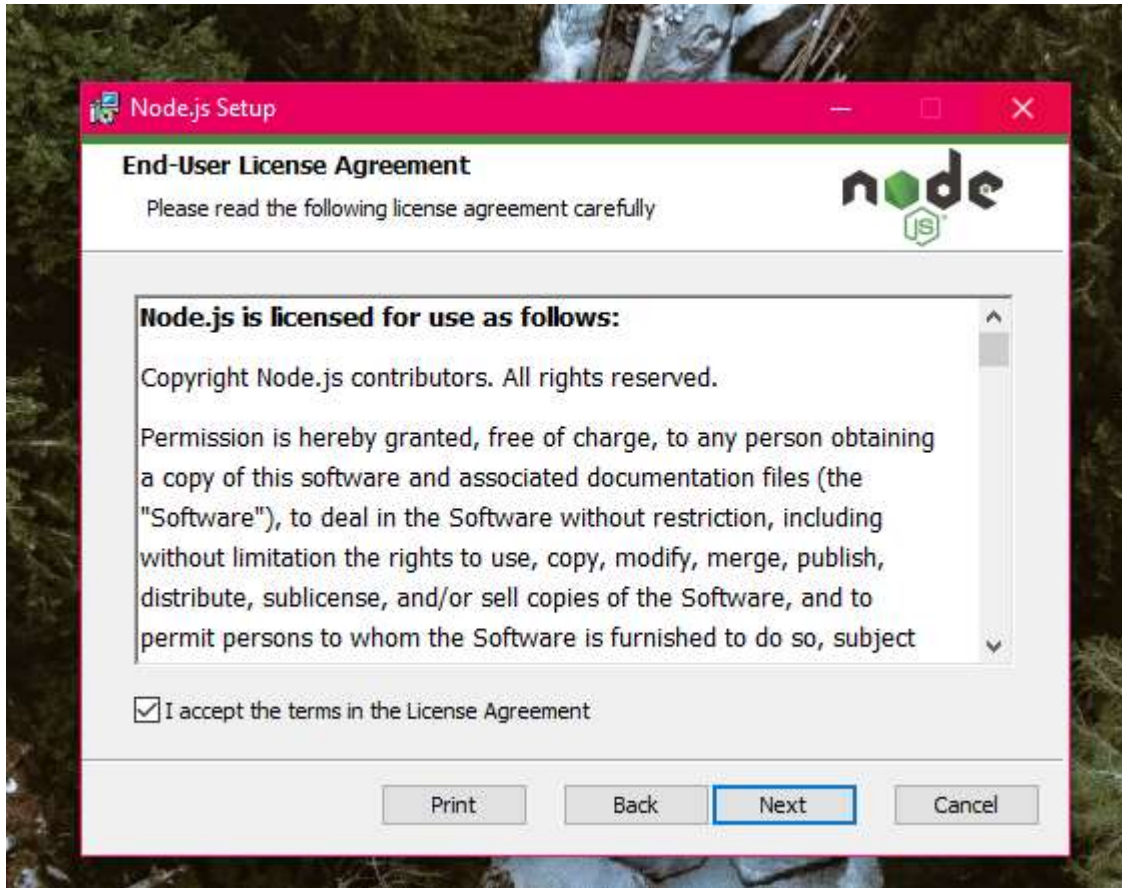 Node.js Setup
End-User License Agreement
Please read the following license agreement carefully
node
JS
Node.js is licensed for use as follows:
Copyright Node.js contributors. All rights reserved.
Permission is hereby granted, free of charge, to any person obtaining
a copy of this software and associated documentation files (the
"Software"), to deal in the Software without restriction, including
without limitation the rights to use, copy, modify, merge, publish,
distribute, sublicense, and/or sell copies of the Software, and to
permit persons to whom the Software is furnished to do so, subject
I accept the terms in the License Agreement
Print Back Next Cancel